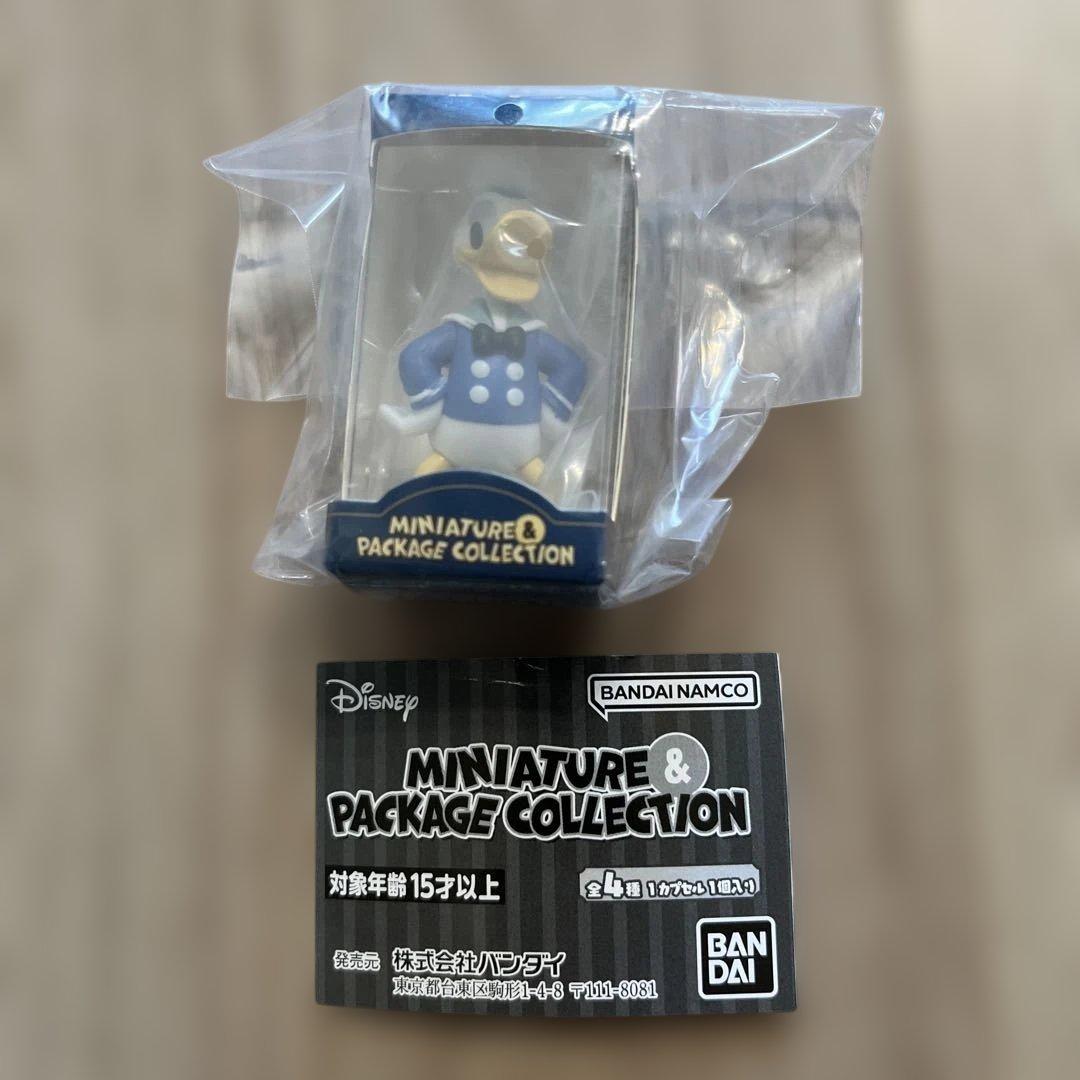 MINIATURE &
PACKAGE COLLECTION
Disney
BANDAI NAMCO
MINIATURE &
PACKAGE COLLECTION
対象年齢 15才以上
全4種 1カプセル1個入り
発売元 株式会社バンダイ
東京都台東区駒形1-4-8 〒111-8081
BAN
DAI